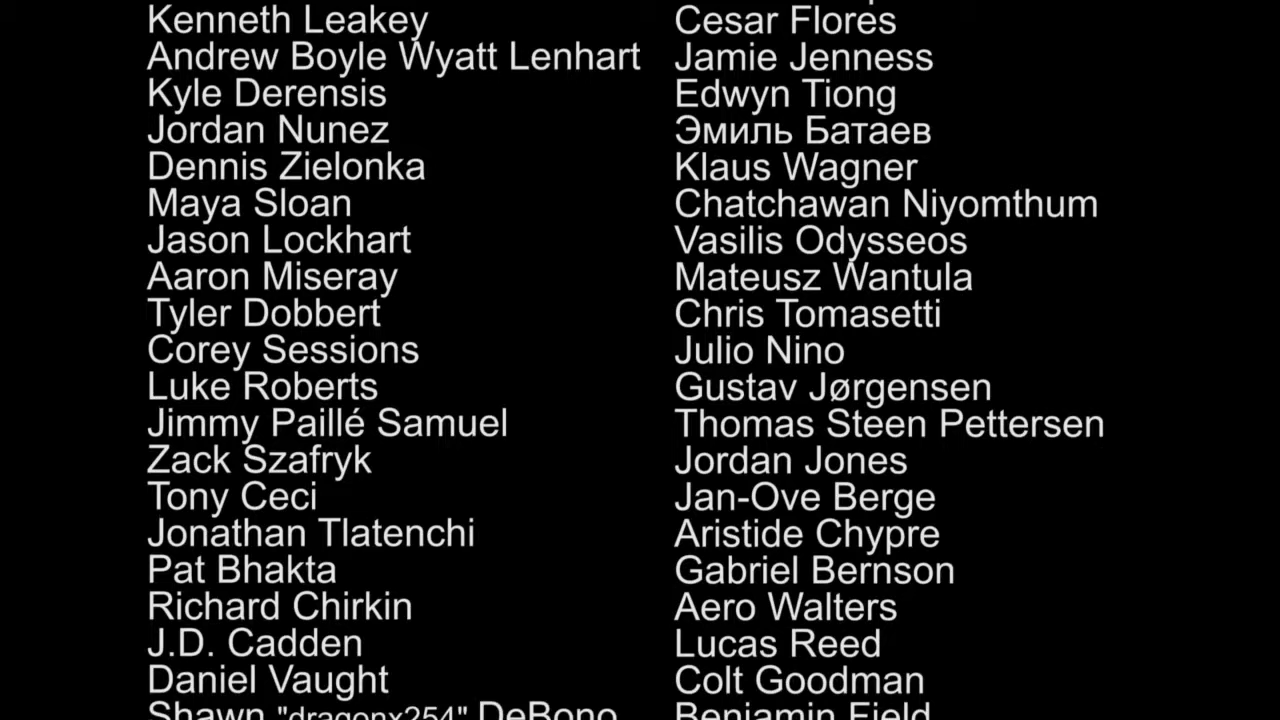 Kenneth Leakey
Andrew Boyle Wyatt Lenhart
Kyle Derensis
Jordan Nunez
Dennis Zielonka
Maya Sloan
Jason Lockhart
Aaron Miseray
Tyler Dobbert
Corey Sessions
Luke Roberts
Jimmy Paillé Samuel
Zack Szafryk
Tony Ceci
Jonathan Tlatenchi
Pat Bhakta
Richard Chirkin
J.D. Cadden
Daniel Vaught
Shawn "dragonx254" DeBono
Cesar Flores
Jamie Jenness
Edwyn Tiong
Эмиль Батаев
Klaus Wagner
Chatchawan Niyomthum
Vasilis Odysseos
Mateusz Wantula
Chris Tomasetti
Julio Nino
Gustav Jørgensen
Thomas Steen Pettersen
Jordan Jones
Jan-Ove Berge
Aristide Chypre
Gabriel Bernson
Aero Walters
Lucas Reed
Colt Goodman
Benjamin Field